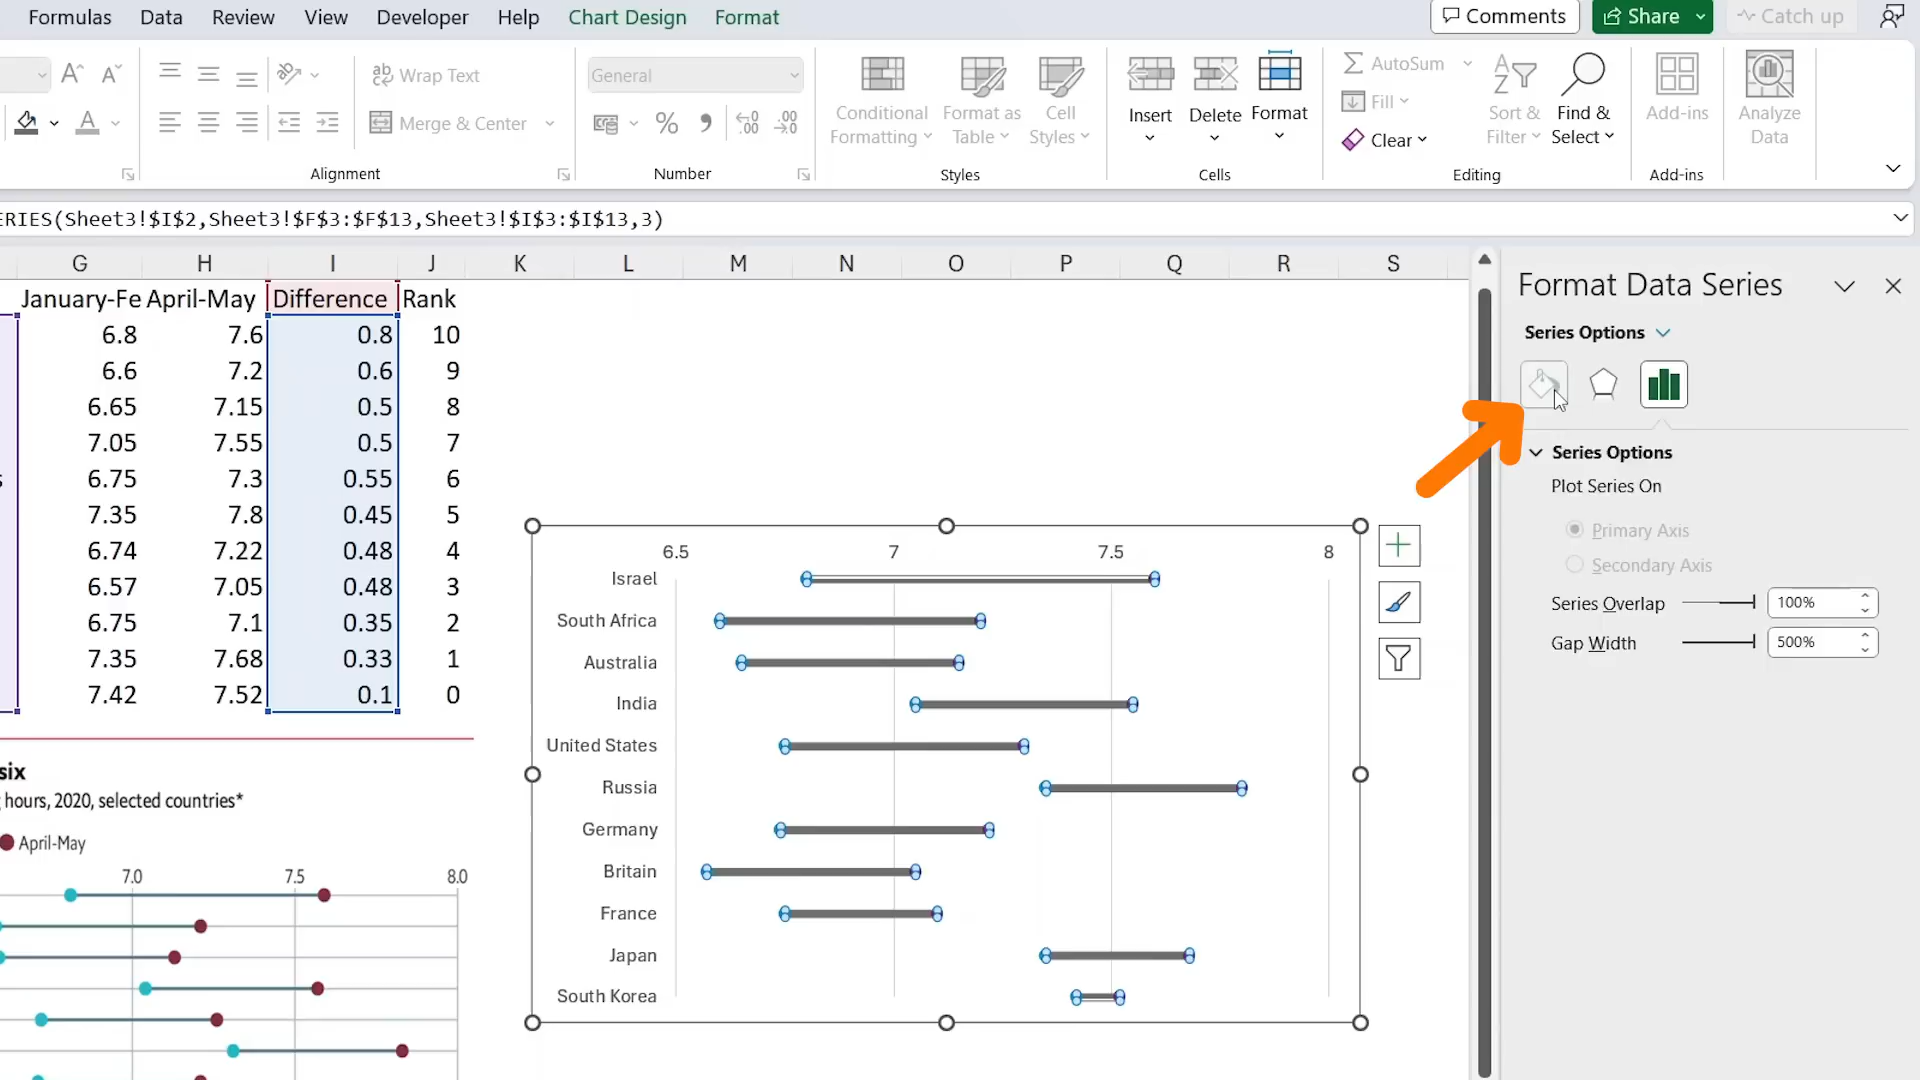 Formulas Data Review View Developer Help Chart Design Format Comments Share Catch up
Wrap Text General AutoSum
Fill
Conditional Formatting Format as Table Cell Styles Insert Delete Format Sort & Filter Find & Select Add-ins Analyze Data
Merge & Center Clear
Alignment Number Styles Cells Editing Add-ins
ERIES(Sheet3!$I$2,Sheet3!$F$3:$F$13,Sheet3!$I$3:$I$13,3)
G H I J K L M N O P Q R S
January-Fe April-May Difference Rank
6.8 7.6 0.8 10
6.6 7.2 0.6 9
6.65 7.15 0.5 8
7.05 7.55 0.5 7
s 6.75 7.3 0.55 6
7.35 7.8 0.45 5
6.74 7.22 0.48 4
6.57 7.05 0.48 3
6.75 7.1 0.35 2
7.35 7.68 0.33 1
7.42 7.52 0.1 0
six
hours, 2020, selected countries*
April-May
7.0 7.5 8.0
6.5 7 7.5 8
Israel
South Africa
Australia
India
United States
Russia
Germany
Britain
France
Japan
South Korea
Format Data Series
Series Options
Series Options
Plot Series On
Primary Axis
Secondary Axis
Series Overlap 100%
Gap Width 500%